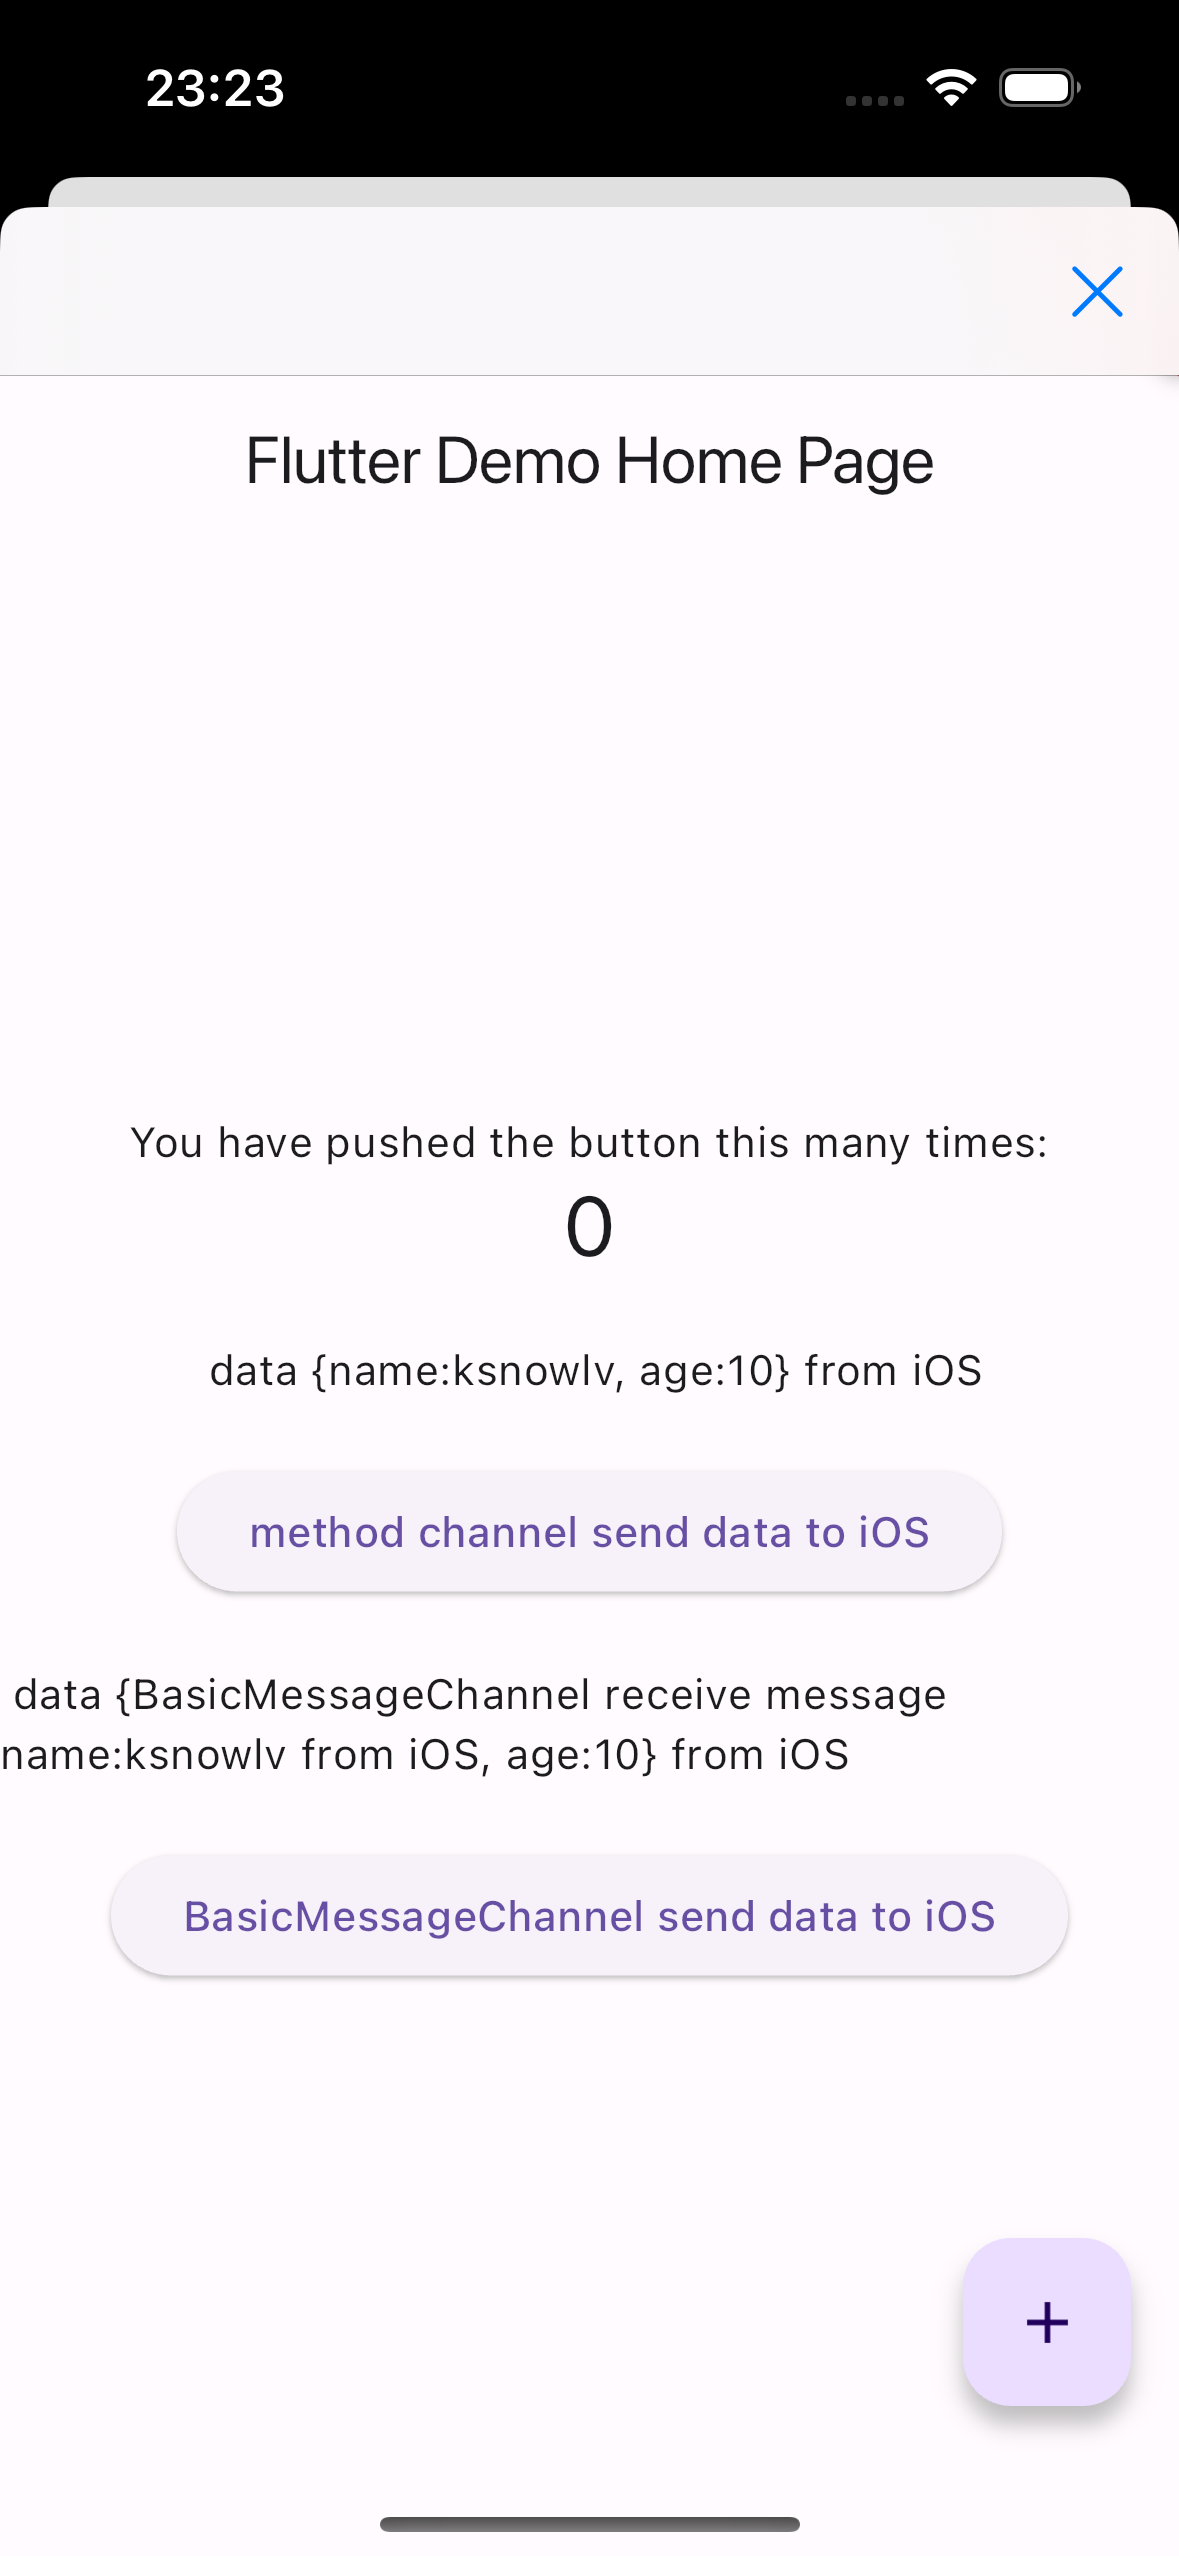 23:23
Flutter Demo Home Page
You have pushed the button this many times:
0
data {name:ksnowlv, age:10} from iOS
method channel send data to iOS
data {BasicMessageChannel receive message
name:ksnowlv from iOS, age:10} from iOS
BasicMessageChannel send data to iOS
+